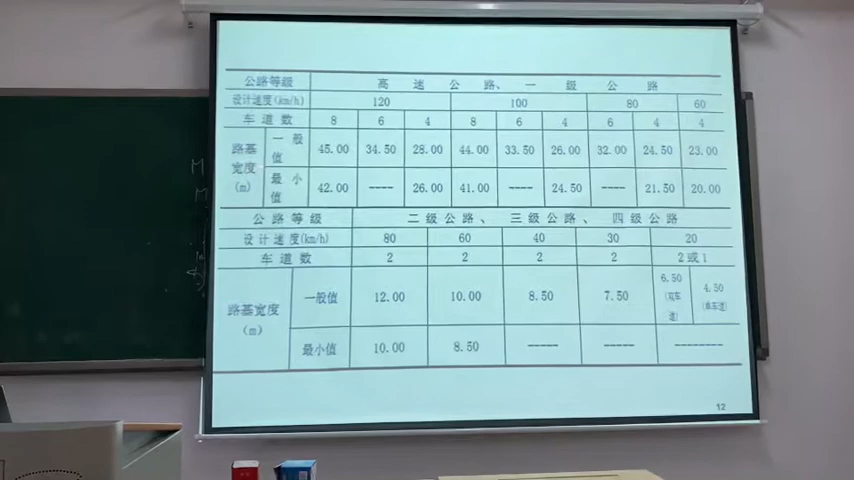 公路等级 高速公路、一级公路
设计速度(km/h) 120 100 80 60
车道数 8 6 4 8 6 4 6 4 4
路基宽度(m) 一般值 45.00 34.50 28.00 44.00 33.50 26.00 32.00 24.50 23.00
最小值 42.00 ---- 26.00 41.00 ---- 24.50 ---- 21.50 20.00
公路等级 二级公路、三级公路、四级公路
设计速度(km/h) 80 60 40 30 20
车道数 2 2 2 2 2或1
路基宽度(m) 一般值 12.00 10.00 8.50 7.50 6.50(双车道) 4.50(单车道)
最小值 10.00 8.50 ---- ---- ----
12